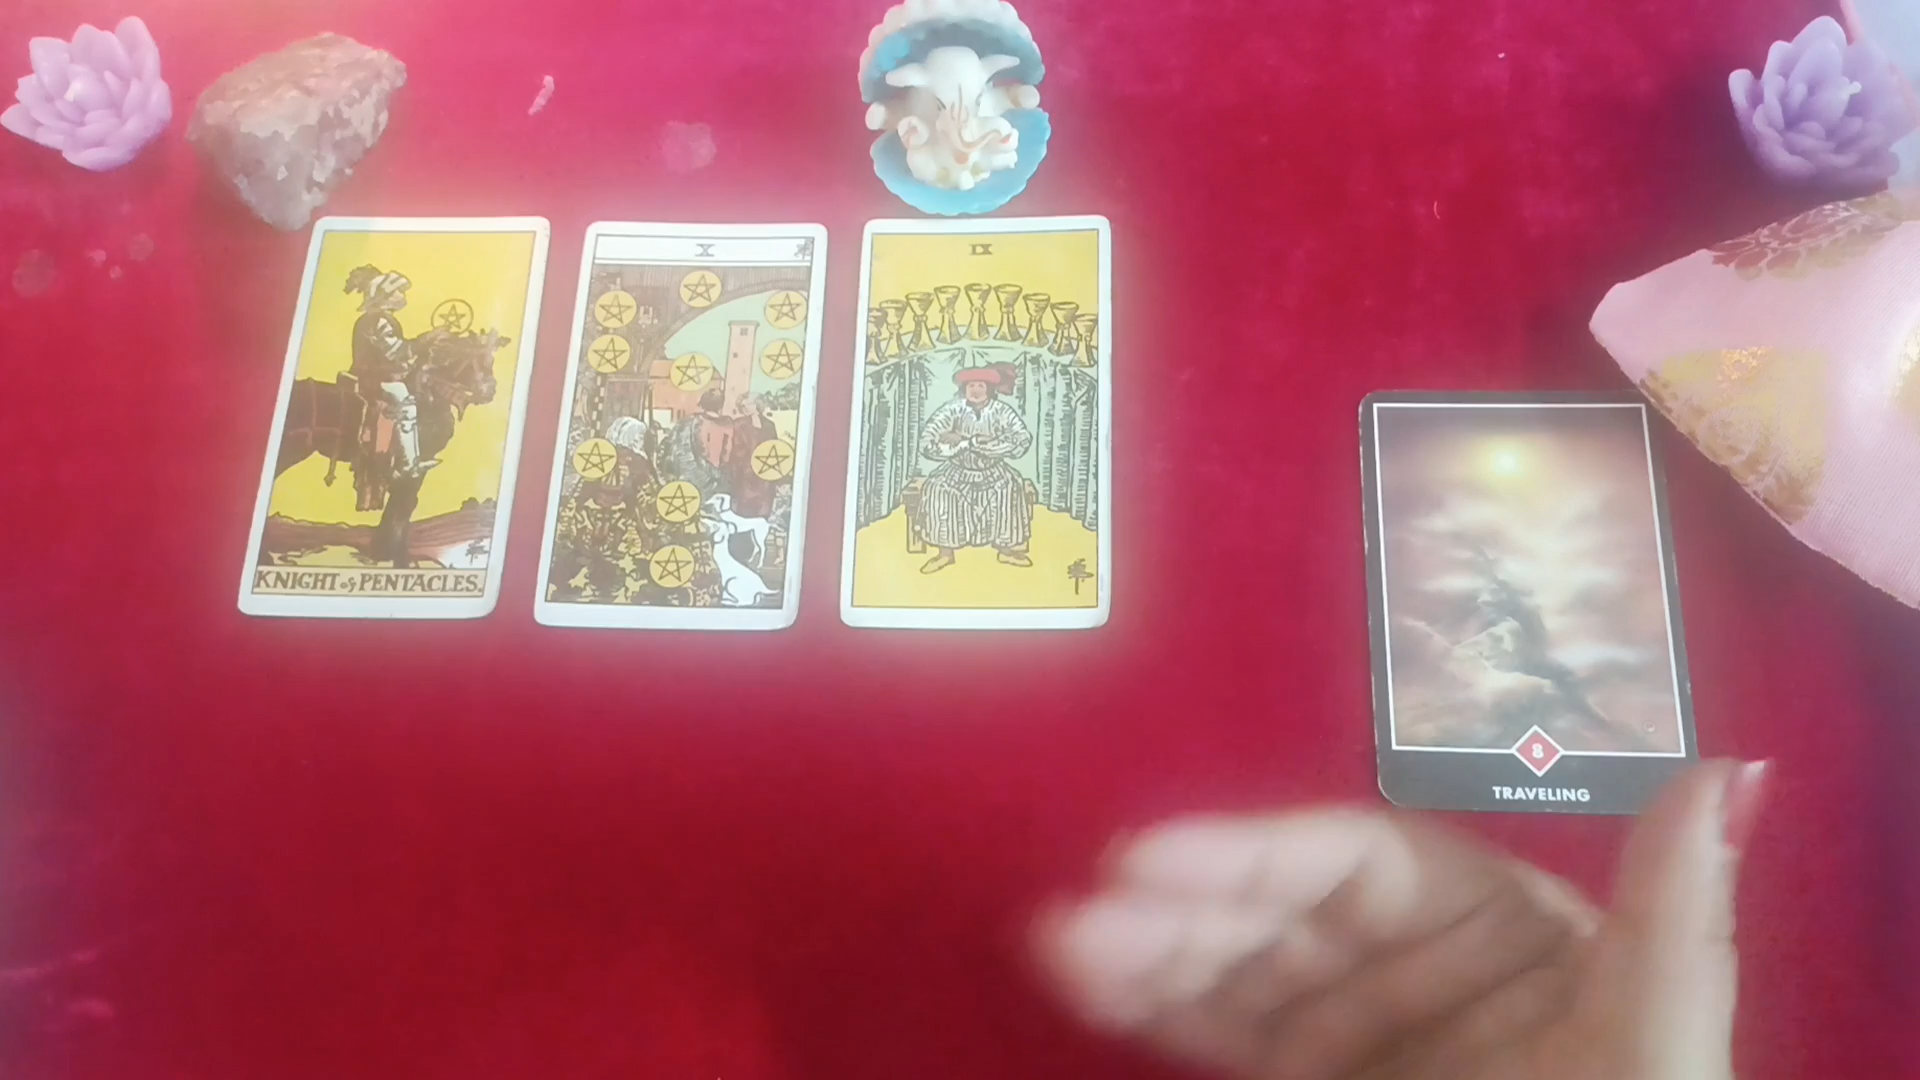 KNIGHT of PENTACLES.
X
IX
8
TRAVELING